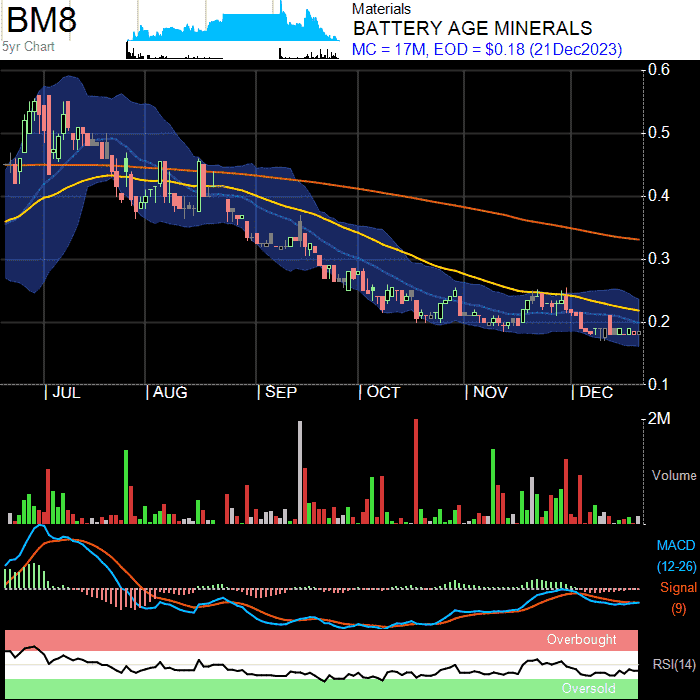 BM8
5yr Chart
Materials
BATTERY AGE MINERALS
MC = 17M, EOD = $0.18 (21Dec2023)
0.6
0.5
0.4
0.3
0.2
0.1
JUL AUG SEP OCT NOV DEC
2M
Volume
MACD
(12-26)
Signal
(9)
Overbought
RSI(14)
Oversold